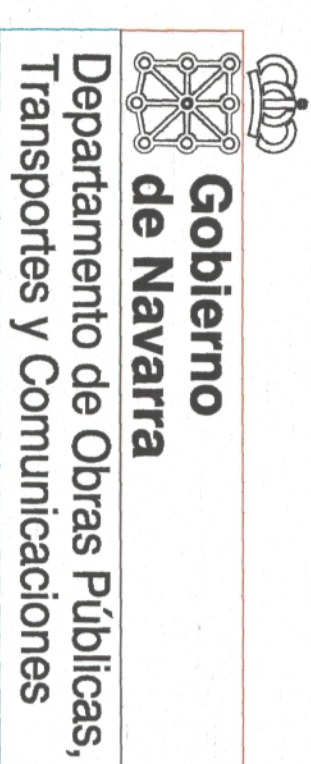 Gobierno
de Navarra
Departamento de Obras Públicas,
Transportes y Comunicaciones